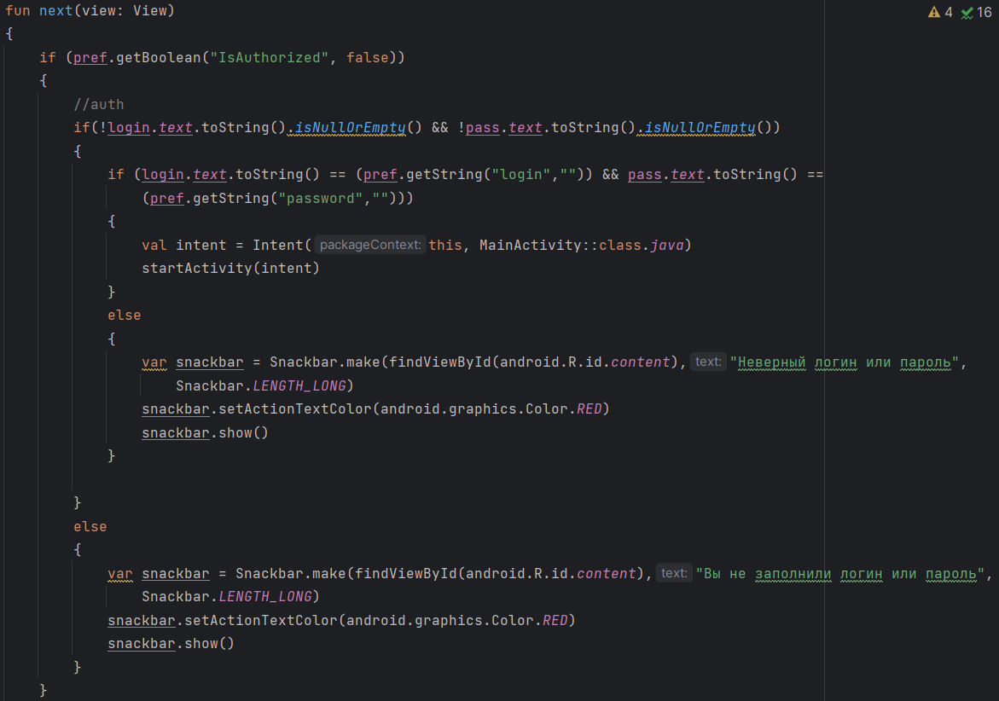 fun next(view: View)
4 16
{
if (pref.getBoolean("IsAuthorized", false))
{
//auth
if(!login.text.toString().isNullOrEmpty() && !pass.text.toString().isNullOrEmpty())
{
if (login.text.toString() == (pref.getString("login","")) && pass.text.toString() ==
(pref.getString("password","")))
{
val intent = Intent( packageContext: this, MainActivity::class.java)
startActivity(intent)
}
else
{
var snackbar = Snackbar.make(findViewById(android.R.id.content), text: "Неверный логин или пароль",
Snackbar.LENGTH_LONG)
snackbar.setActionTextColor(android.graphics.Color.RED)
snackbar.show()
}
}
else
{
var snackbar = Snackbar.make(findViewById(android.R.id.content), text: "Вы не заполнили логин или пароль",
Snackbar.LENGTH_LONG)
snackbar.setActionTextColor(android.graphics.Color.RED)
snackbar.show()
}
}